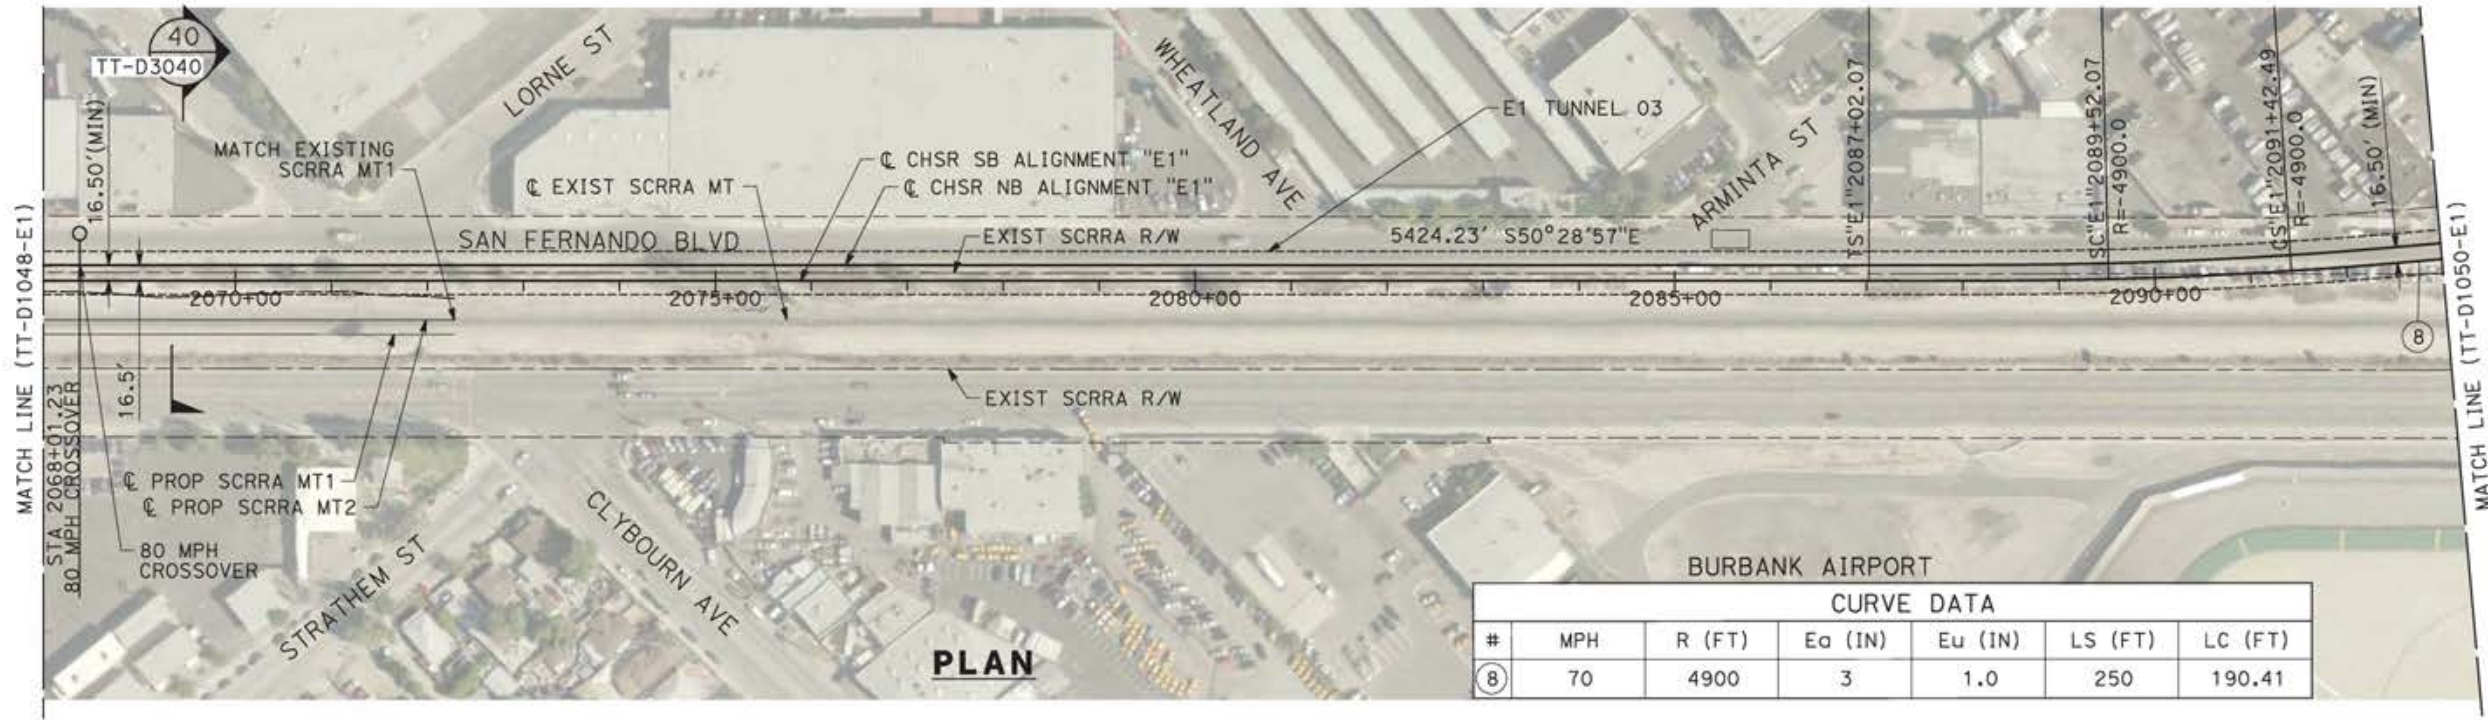 40
TT-D3040
16.50'(MIN)
MATCH EXISTING
SCRRA MT1
LORNE ST
℄ EXIST SCRRA MT
℄ CHSR SB ALIGNMENT "E1"
℄ CHSR NB ALIGNMENT "E1"
WHEATLAND AVE
E1 TUNNEL 03
ARMINTA ST
TS"E1"2087+02.07
SC"E1"2089+52.07
R=-4900.0
CS"E1"2091+42.49
R=-4900.0
16.50' (MIN)
SAN FERNANDO BLVD
EXIST SCRRA R/W
5424.23' S50°28'57"E
2070+00
2075+00
2080+00
2085+00
2090+00
MATCH LINE (TT-D1048-E1)
MATCH LINE (TT-D1050-E1)
8
STA 2068+01.23
80 MPH CROSSOVER
16.5'
EXIST SCRRA R/W
℄ PROP SCRRA MT1
℄ PROP SCRRA MT2
80 MPH
CROSSOVER
STRATHEM ST
CLYBOURN AVE
BURBANK AIRPORT
PLAN
CURVE DATA
# MPH R (FT) Ea (IN) Eu (IN) LS (FT) LC (FT)
8 70 4900 3 1.0 250 190.41